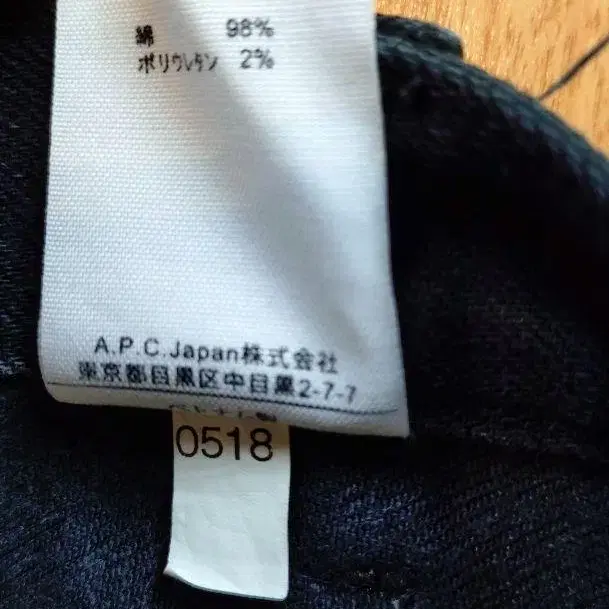 綿 98%
ポリウレタン 2%
A.P.C.Japan株式会社
東京都目黒区中目黒2-7-7
0518